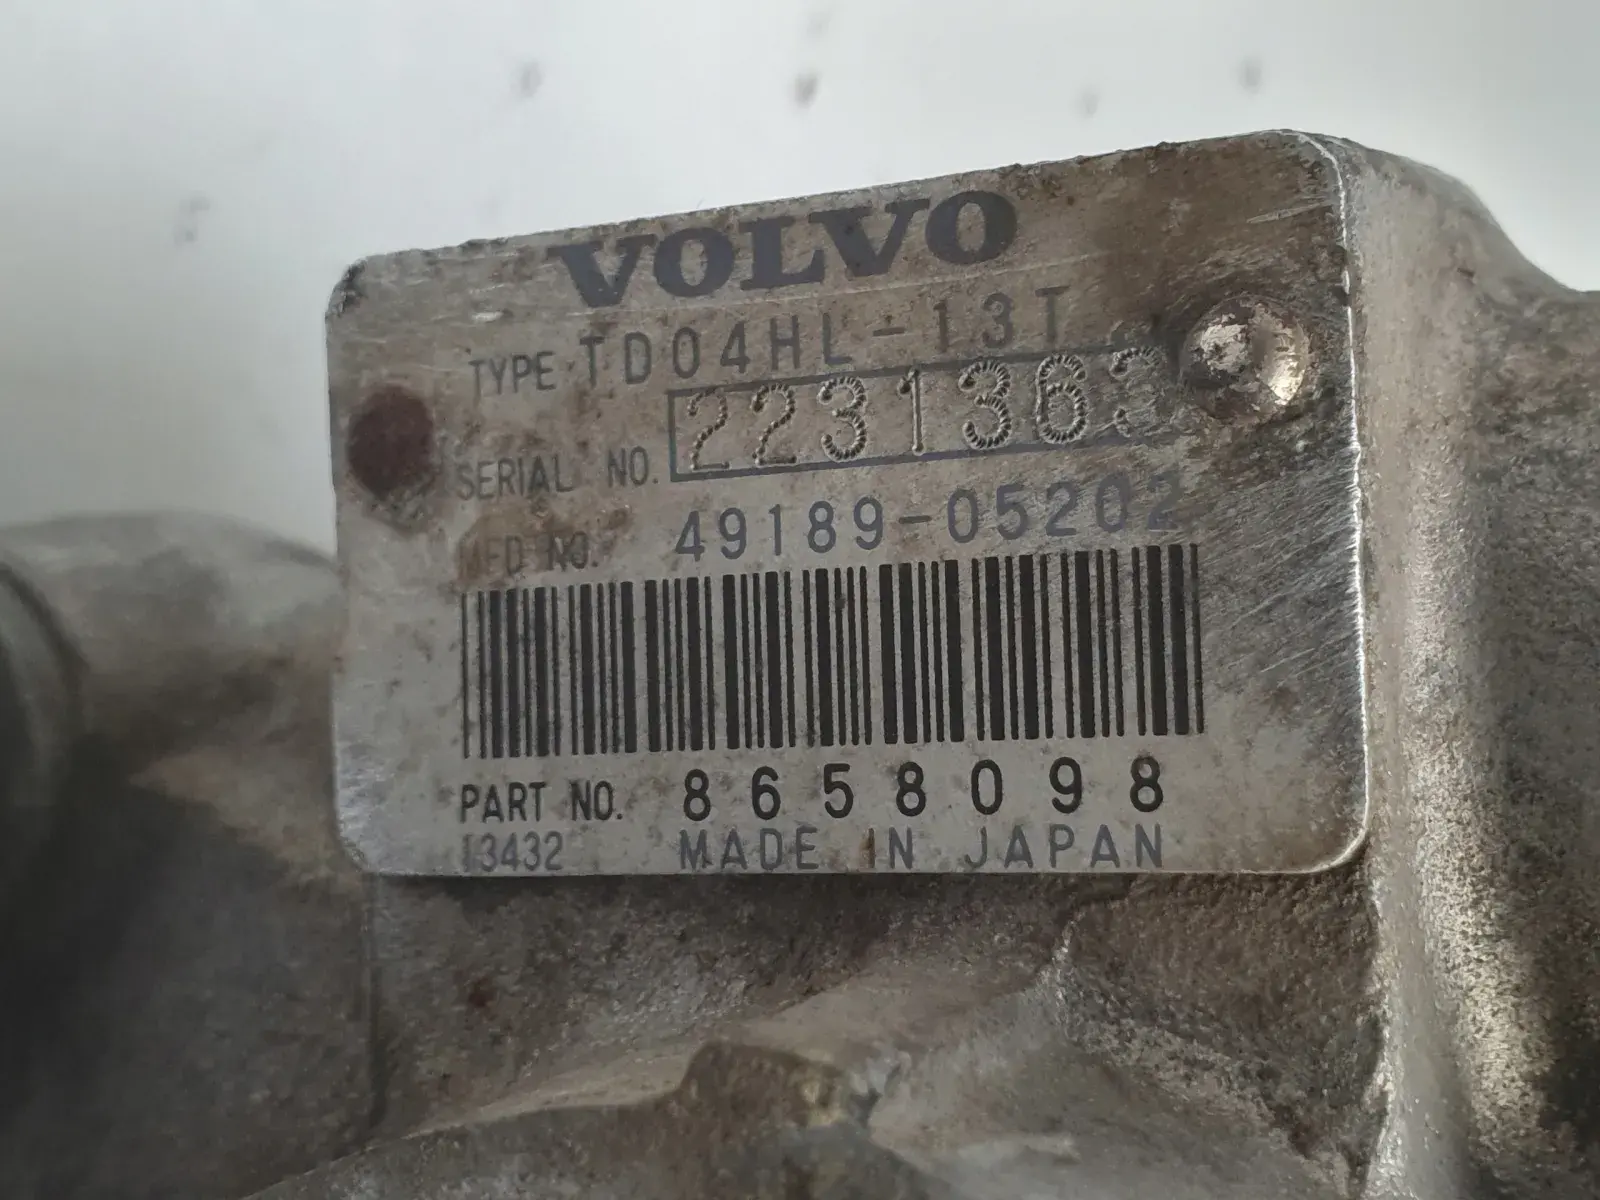 VOLVO
TYPE TD04HL-13T
SERIAL NO. 2231363
MFD NO. 49189-05202
PART NO. 8658098
13432 MADE IN JAPAN